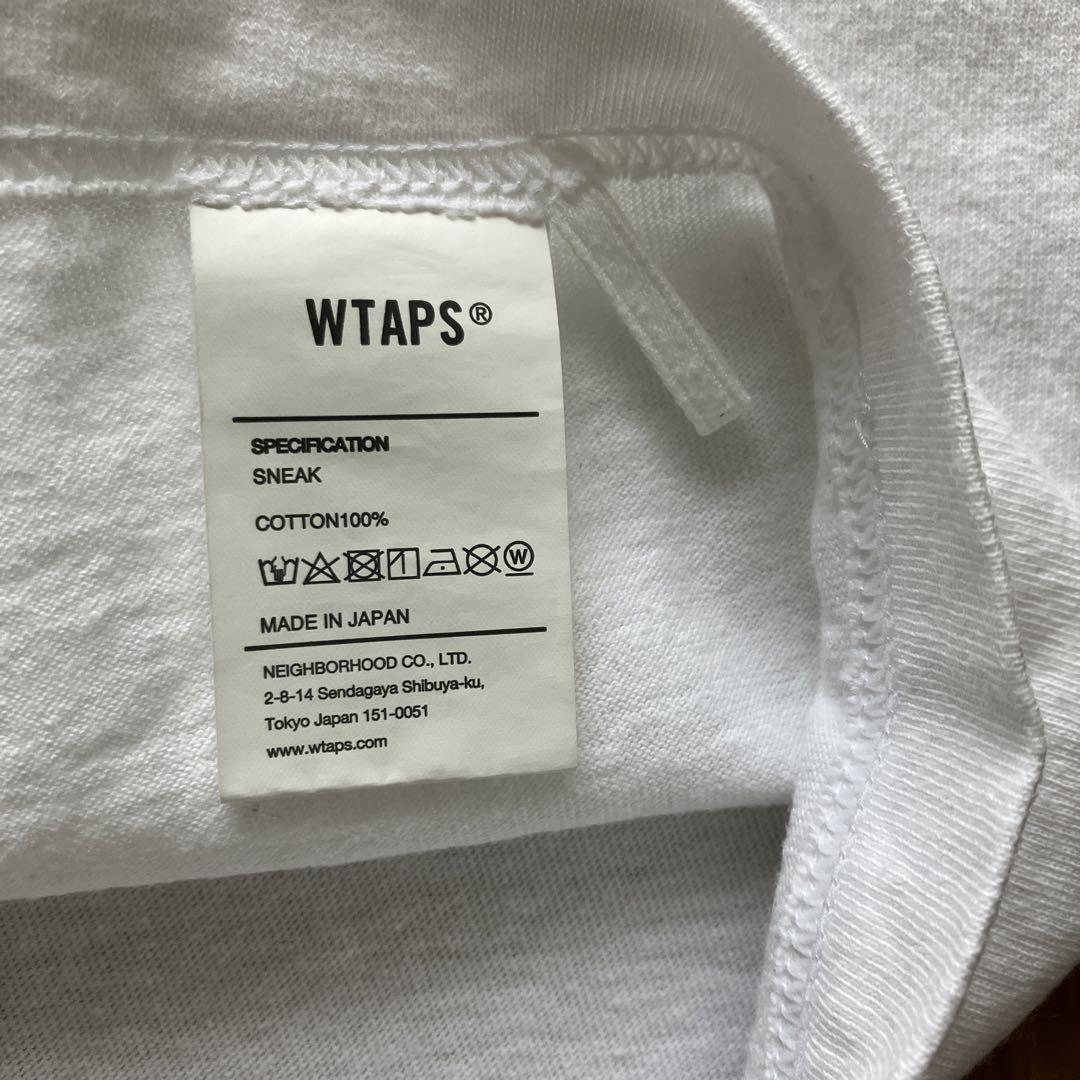 WTAPS®
SPECIFICATION
SNEAK
COTTON100%
W
MADE IN JAPAN
NEIGHBORHOOD CO., LTD.
2-8-14 Sendagaya Shibuya-ku,
Tokyo Japan 151-0051
www.wtaps.com